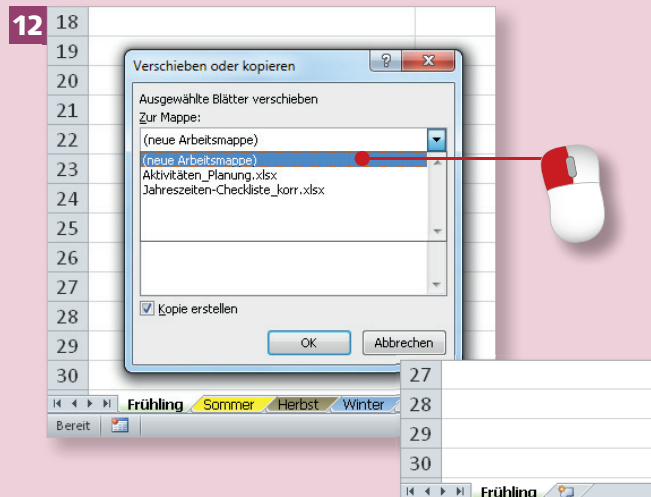 12
18
19
20
21
22
23
24
25
26
27
28
29
30
Verschieben oder kopieren
Ausgewählte Blätter verschieben
Zur Mappe:
(neue Arbeitsmappe)
(neue Arbeitsmappe)
Aktivitäten_Planung.xlsx
Jahreszeiten-Checkliste_korr.xlsx
Kopie erstellen
OK Abbrechen
Frühling Sommer Herbst Winter
Bereit
27
28
29
30
Frühling